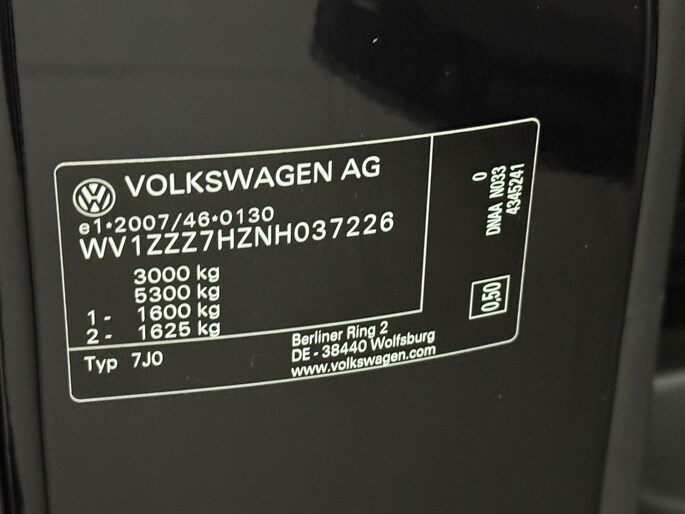 VOLKSWAGEN AG
e1*2007/46*0130
WV1ZZZ7HZNH037226
3000 kg
5300 kg
1- 1600 kg
2- 1625 kg
Typ 7J0
Berliner Ring 2
DE - 38440 Wolfsburg
www.volkswagen.com
0
DNAA N033
4345241
0,50